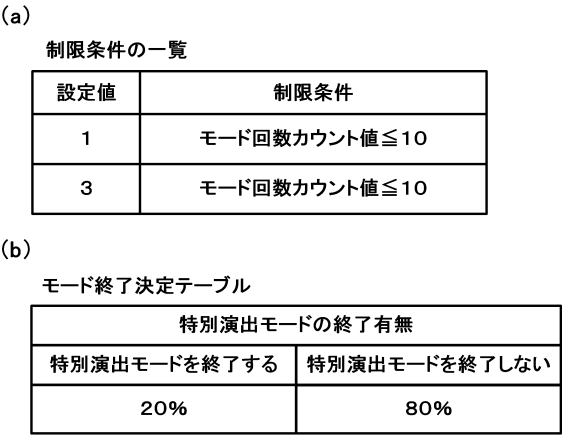 (a)
制限条件の一覧
設定値 制限条件
1 モード回数カウント値≦10
3 モード回数カウント値≦10
(b)
モード終了決定テーブル
特別演出モードの終了有無
特別演出モードを終了する 特別演出モードを終了しない
20% 80%